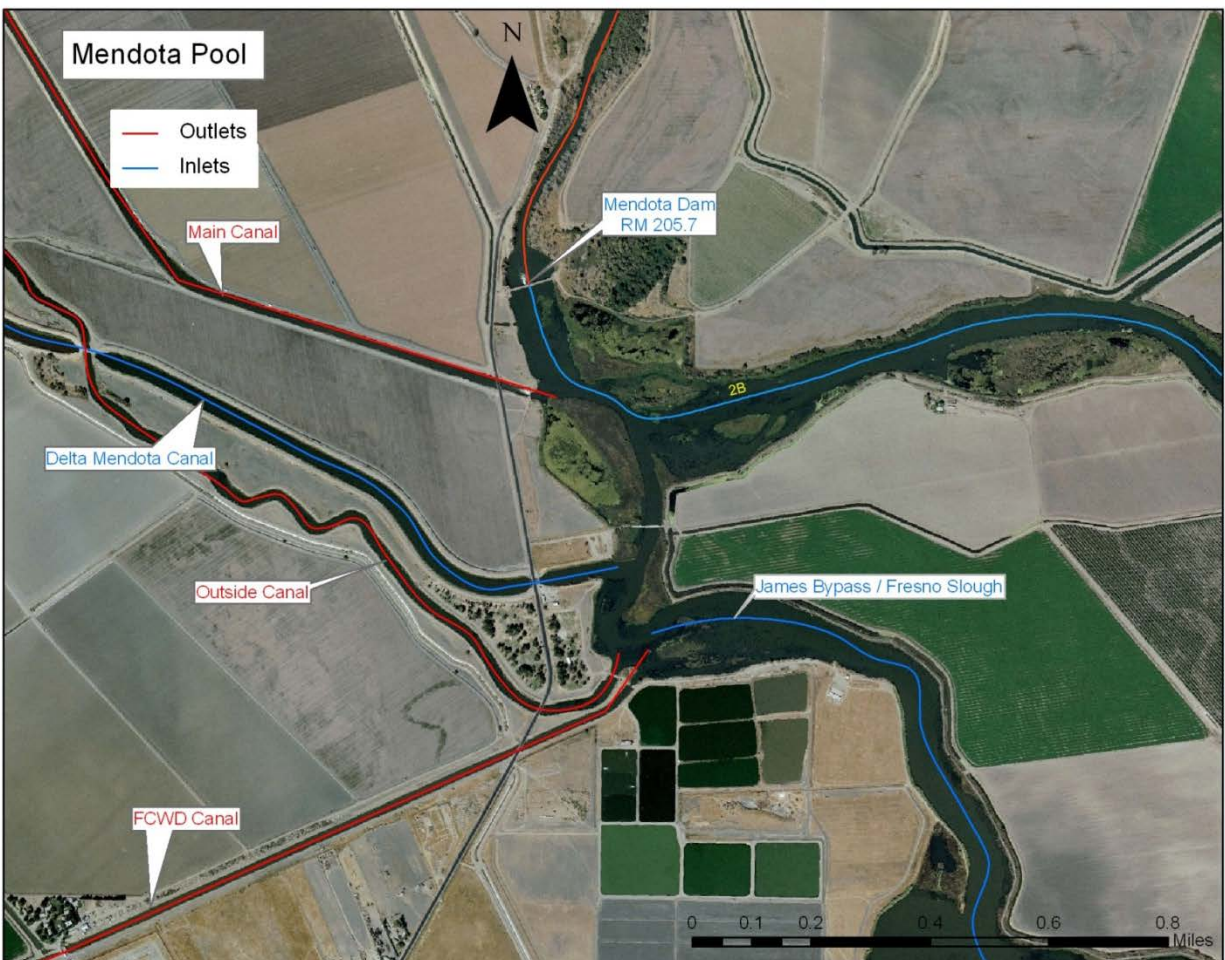 Mendota Pool
N
Outlets
Inlets
Mendota Dam
RM 205.7
Main Canal
2B
Delta Mendota Canal
Outside Canal
James Bypass / Fresno Slough
FCWD Canal
0 0.1 0.2 0.4 0.6 0.8
Miles